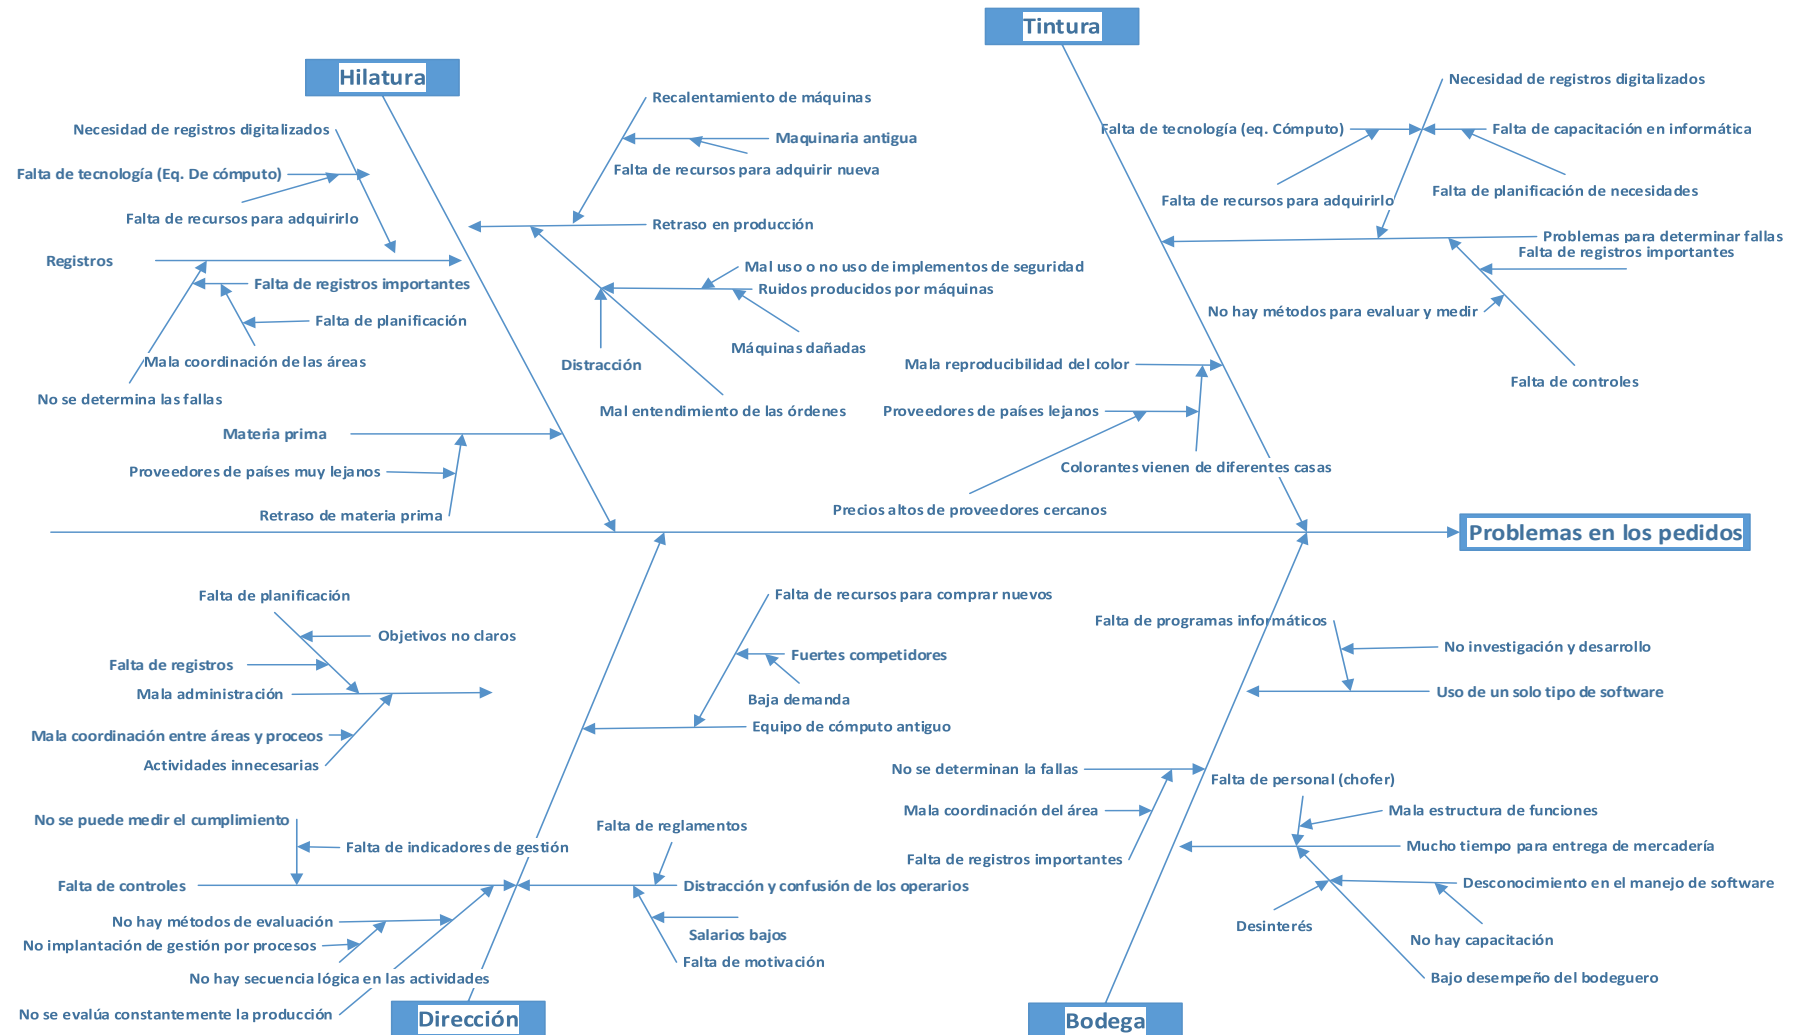 Tintura
Hilatura
Necesidad de registros digitalizados
Recalentamiento de máquinas
Necesidad de registros digitalizados
Maquinaria antigua
Falta de tecnología (eq. Cómputo)
Falta de capacitación en informática
Falta de tecnología (Eq. De cómputo)
Falta de recursos para adquirir nueva
Falta de recursos para adquirirlo
Falta de planificación de necesidades
Falta de recursos para adquirirlo
Retraso en producción
Problemas para determinar fallas
Falta de registros importantes
Registros
Mal uso o no uso de implementos de seguridad
Falta de registros importantes
Ruidos producidos por máquinas
No hay métodos para evaluar y medir
Falta de planificación
Máquinas dañadas
Mala coordinación de las áreas
Distracción
Mala reproducibilidad del color
Falta de controles
No se determina las fallas
Mal entendimiento de las órdenes
Proveedores de países lejanos
Materia prima
Proveedores de países muy lejanos
Colorantes vienen de diferentes casas
Retraso de materia prima
Precios altos de proveedores cercanos
Problemas en los pedidos
Falta de planificación
Falta de recursos para comprar nuevos
Objetivos no claros
Falta de programas informáticos
Falta de registros
Fuertes competidores
No investigación y desarrollo
Mala administración
Baja demanda
Uso de un solo tipo de software
Mala coordinación entre áreas y proceos
Equipo de cómputo antiguo
Actividades innecesarias
No se determinan la fallas
Falta de personal (chofer)
No se puede medir el cumplimiento
Falta de reglamentos
Mala coordinación del área
Mala estructura de funciones
Falta de indicadores de gestión
Falta de registros importantes
Mucho tiempo para entrega de mercadería
Falta de controles
Distracción y confusión de los operarios
Desconocimiento en el manejo de software
No hay métodos de evaluación
Salarios bajos
Desinterés
No implantación de gestión por procesos
Falta de motivación
No hay capacitación
No hay secuencia lógica en las actividades
Bajo desempeño del bodeguero
No se evalúa constantemente la producción
Dirección
Bodega